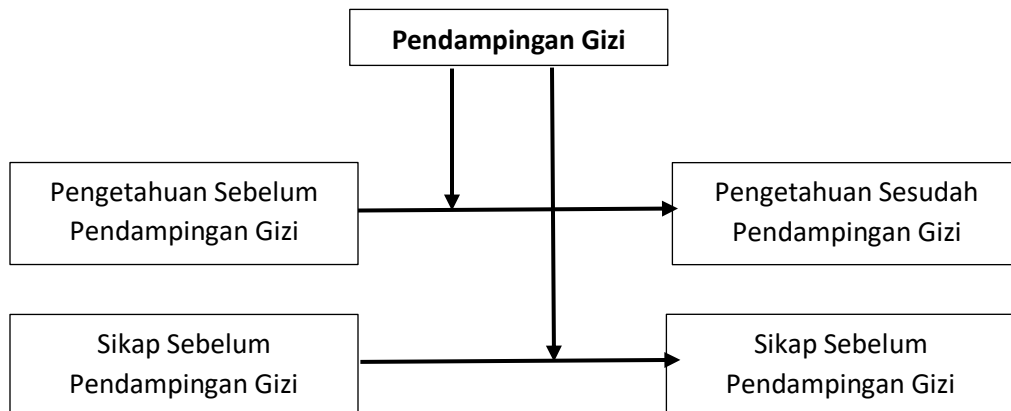 Pendampingan Gizi
Pengetahuan Sebelum
Pendampingan Gizi
Pengetahuan Sesudah
Pendampingan Gizi
Sikap Sebelum
Pendampingan Gizi
Sikap Sebelum
Pendampingan Gizi